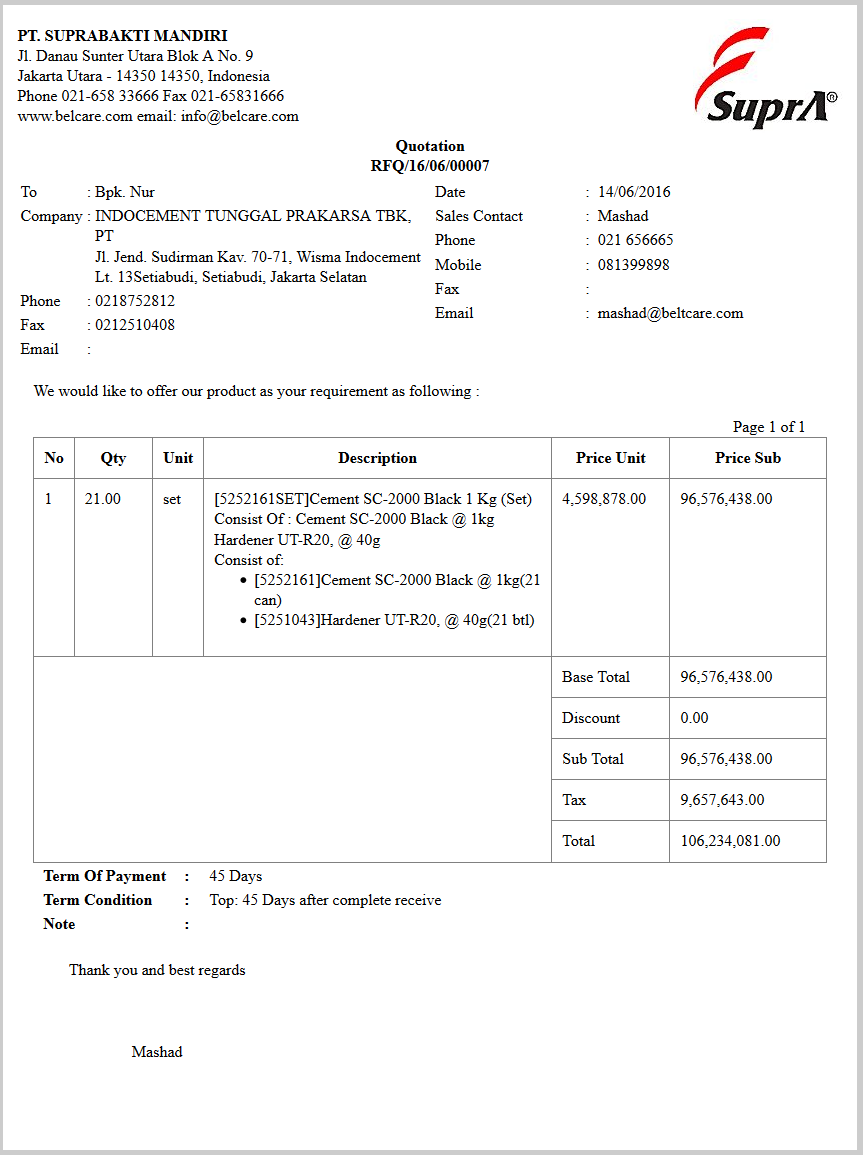 PT. SUPRABAKTI MANDIRI
Jl. Danau Sunter Utara Blok A No. 9
Jakarta Utara - 14350 14350, Indonesia
Phone 021-658 33666 Fax 021-65831666
www.belcare.com email: info@belcare.com
SuprA®
Quotation
RFQ/16/06/00007
To : Bpk. Nur
Company : INDOCEMENT TUNGGAL PRAKARSA TBK,
PT
Jl. Jend. Sudirman Kav. 70-71, Wisma Indocement
Lt. 13Setiabudi, Setiabudi, Jakarta Selatan
Phone : 0218752812
Fax : 0212510408
Email :
Date : 14/06/2016
Sales Contact : Mashad
Phone : 021 656665
Mobile : 081399898
Fax :
Email : mashad@beltcare.com
We would like to offer our product as your requirement as following :
Page 1 of 1
No Qty Unit Description Price Unit Price Sub
1 21.00 set [5252161SET]Cement SC-2000 Black 1 Kg (Set) 4,598,878.00 96,576,438.00
Consist Of : Cement SC-2000 Black @ 1kg
Hardener UT-R20, @ 40g
Consist of:
• [5252161]Cement SC-2000 Black @ 1kg(21
can)
• [5251043]Hardener UT-R20, @ 40g(21 btl)
Base Total 96,576,438.00
Discount 0.00
Sub Total 96,576,438.00
Tax 9,657,643.00
Total 106,234,081.00
Term Of Payment : 45 Days
Term Condition : Top: 45 Days after complete receive
Note :
Thank you and best regards
Mashad